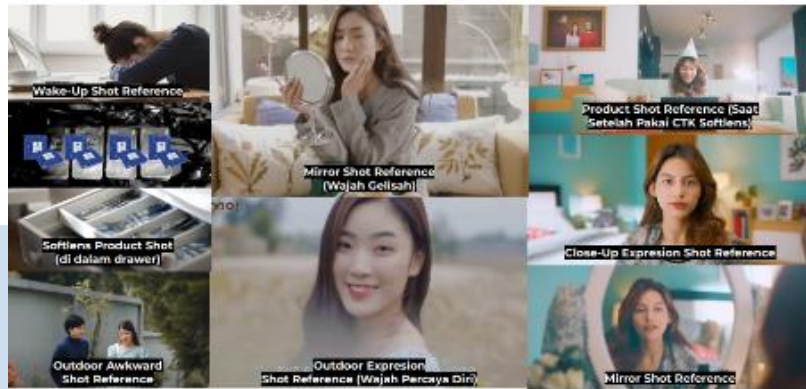 Wake-Up Shot Reference
Softlens Product Shot
(di dalam drawer)
Outdoor Awkward
Shot Reference
Mirror Shot Reference
(Wajah Gelisah)
Outdoor Expresion
Shot Reference (Wajah Percaya Diri)
Product Shot Reference (Saat
Setelah Pakai CTK Softlens)
Close-Up Expresion Shot Reference
Mirror Shot Reference